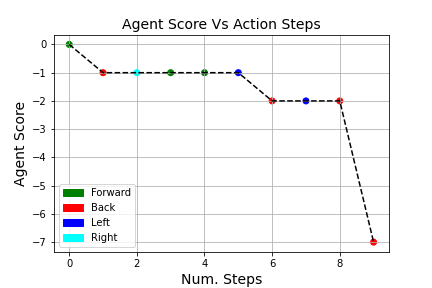 Agent Score Vs Action Steps
0
−1
−2
−3
−4
−5
−6
−7
Agent Score
Forward
Back
Left
Right
0 2 4 6 8
Num. Steps